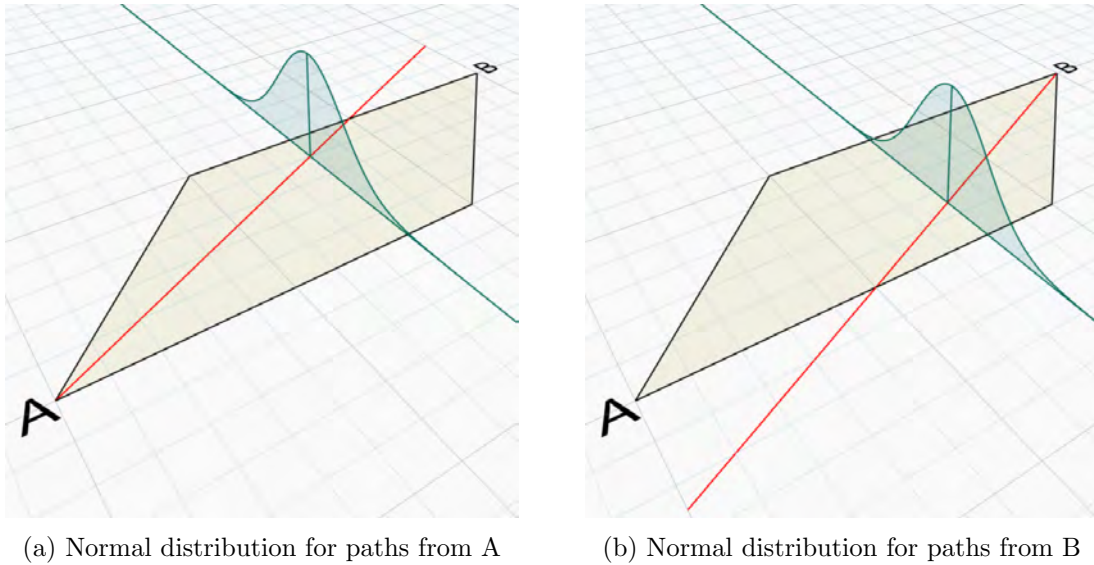 B
A
B
A
(a) Normal distribution for paths from A
(b) Normal distribution for paths from B